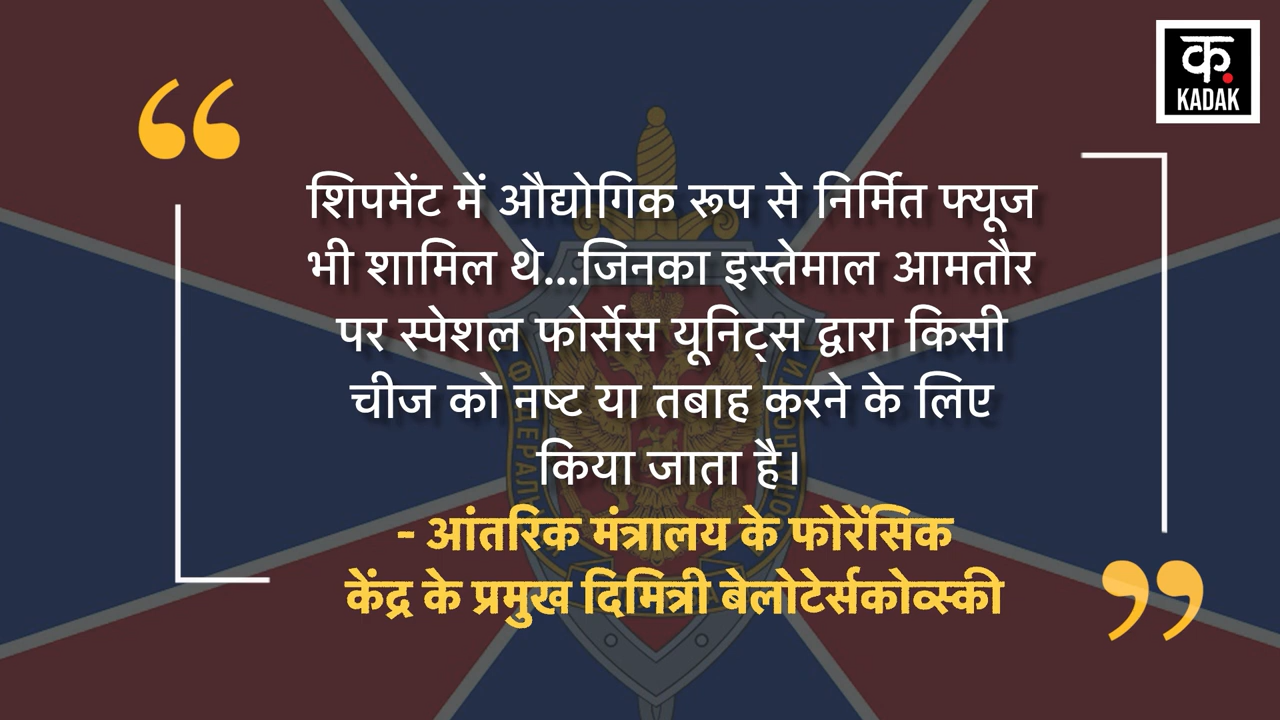 क.
KADAK
“
शिपमेंट में औद्योगिक रूप से निर्मित फ्यूज
भी शामिल थे...जिनका इस्तेमाल आमतौर
पर स्पेशल फोर्सेस यूनिट्स द्वारा किसी
चीज को नष्ट या तबाह करने के लिए
किया जाता है।
- आंतरिक मंत्रालय के फोरेंसिक
केंद्र के प्रमुख दिमित्री बेलोटेर्सकोव्स्की
”